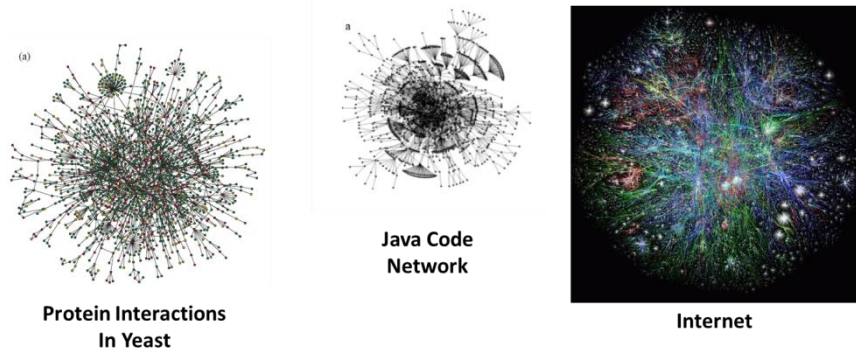 (a)
a
Protein Interactions
In Yeast
Java Code
Network
Internet